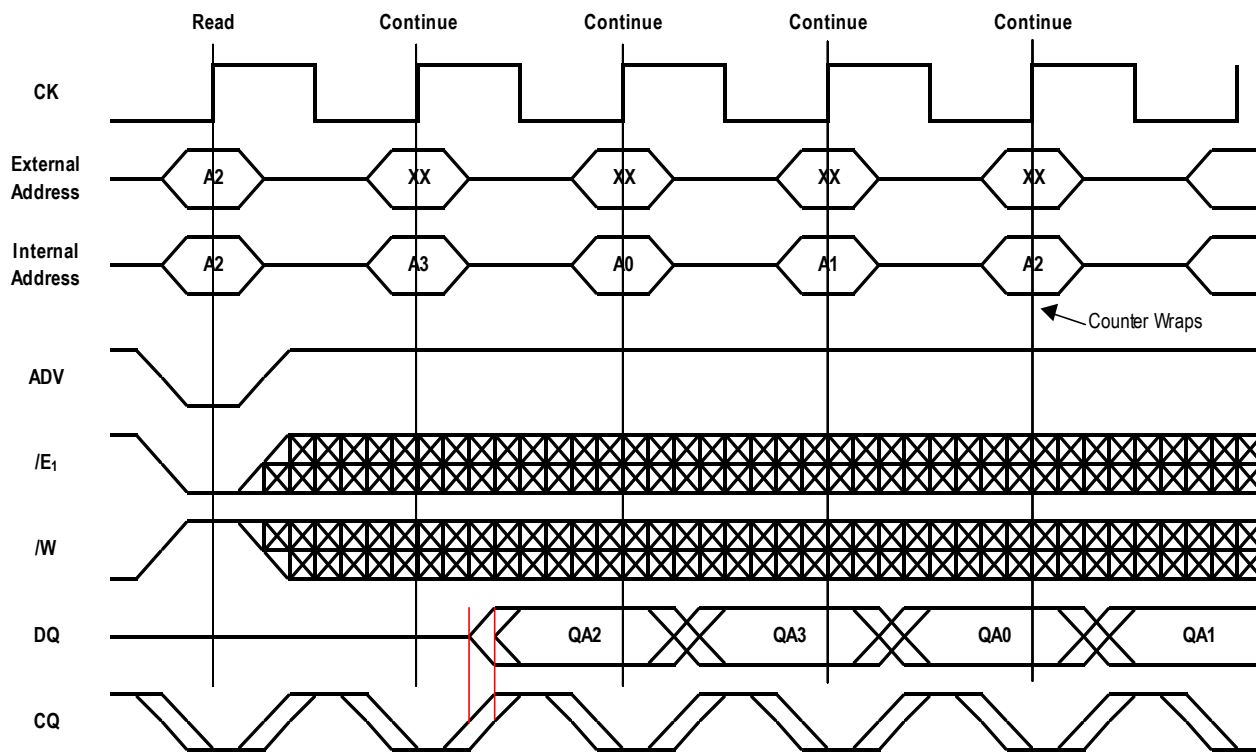 Read Continue Continue Continue Continue
CK
External
Address
A2 XX XX XX XX
Internal
Address
A2 A3 A0 A1 A2
Counter Wraps
ADV
/E1
/W
DQ
QA2 QA3 QA0 QA1
CQ